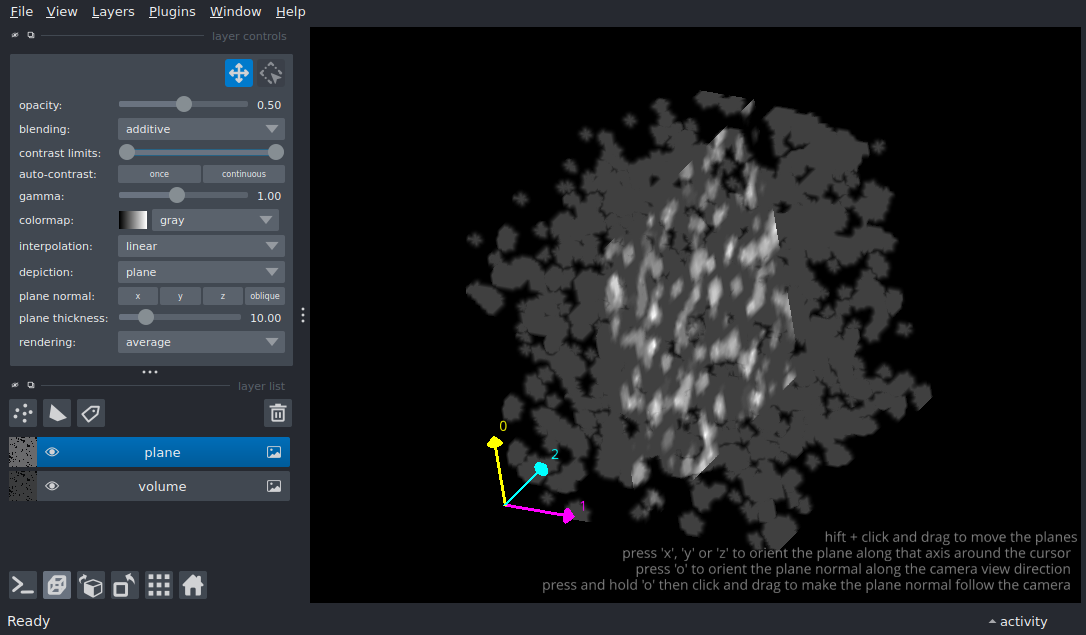 File View Layers Plugins Window Help
layer controls
opacity: 0.50
blending: additive
contrast limits:
auto-contrast: once continuous
gamma: 1.00
colormap: gray
interpolation: linear
depiction: plane
plane normal: x y z oblique
plane thickness: 10.00
rendering: average
layer list
plane
volume
0
2
1
hift + click and drag to move the planes
press 'x', 'y' or 'z' to orient the plane along that axis around the cursor
press 'o' to orient the plane normal along the camera view direction
press and hold 'o' then click and drag to make the plane normal follow the camera
Ready
activity